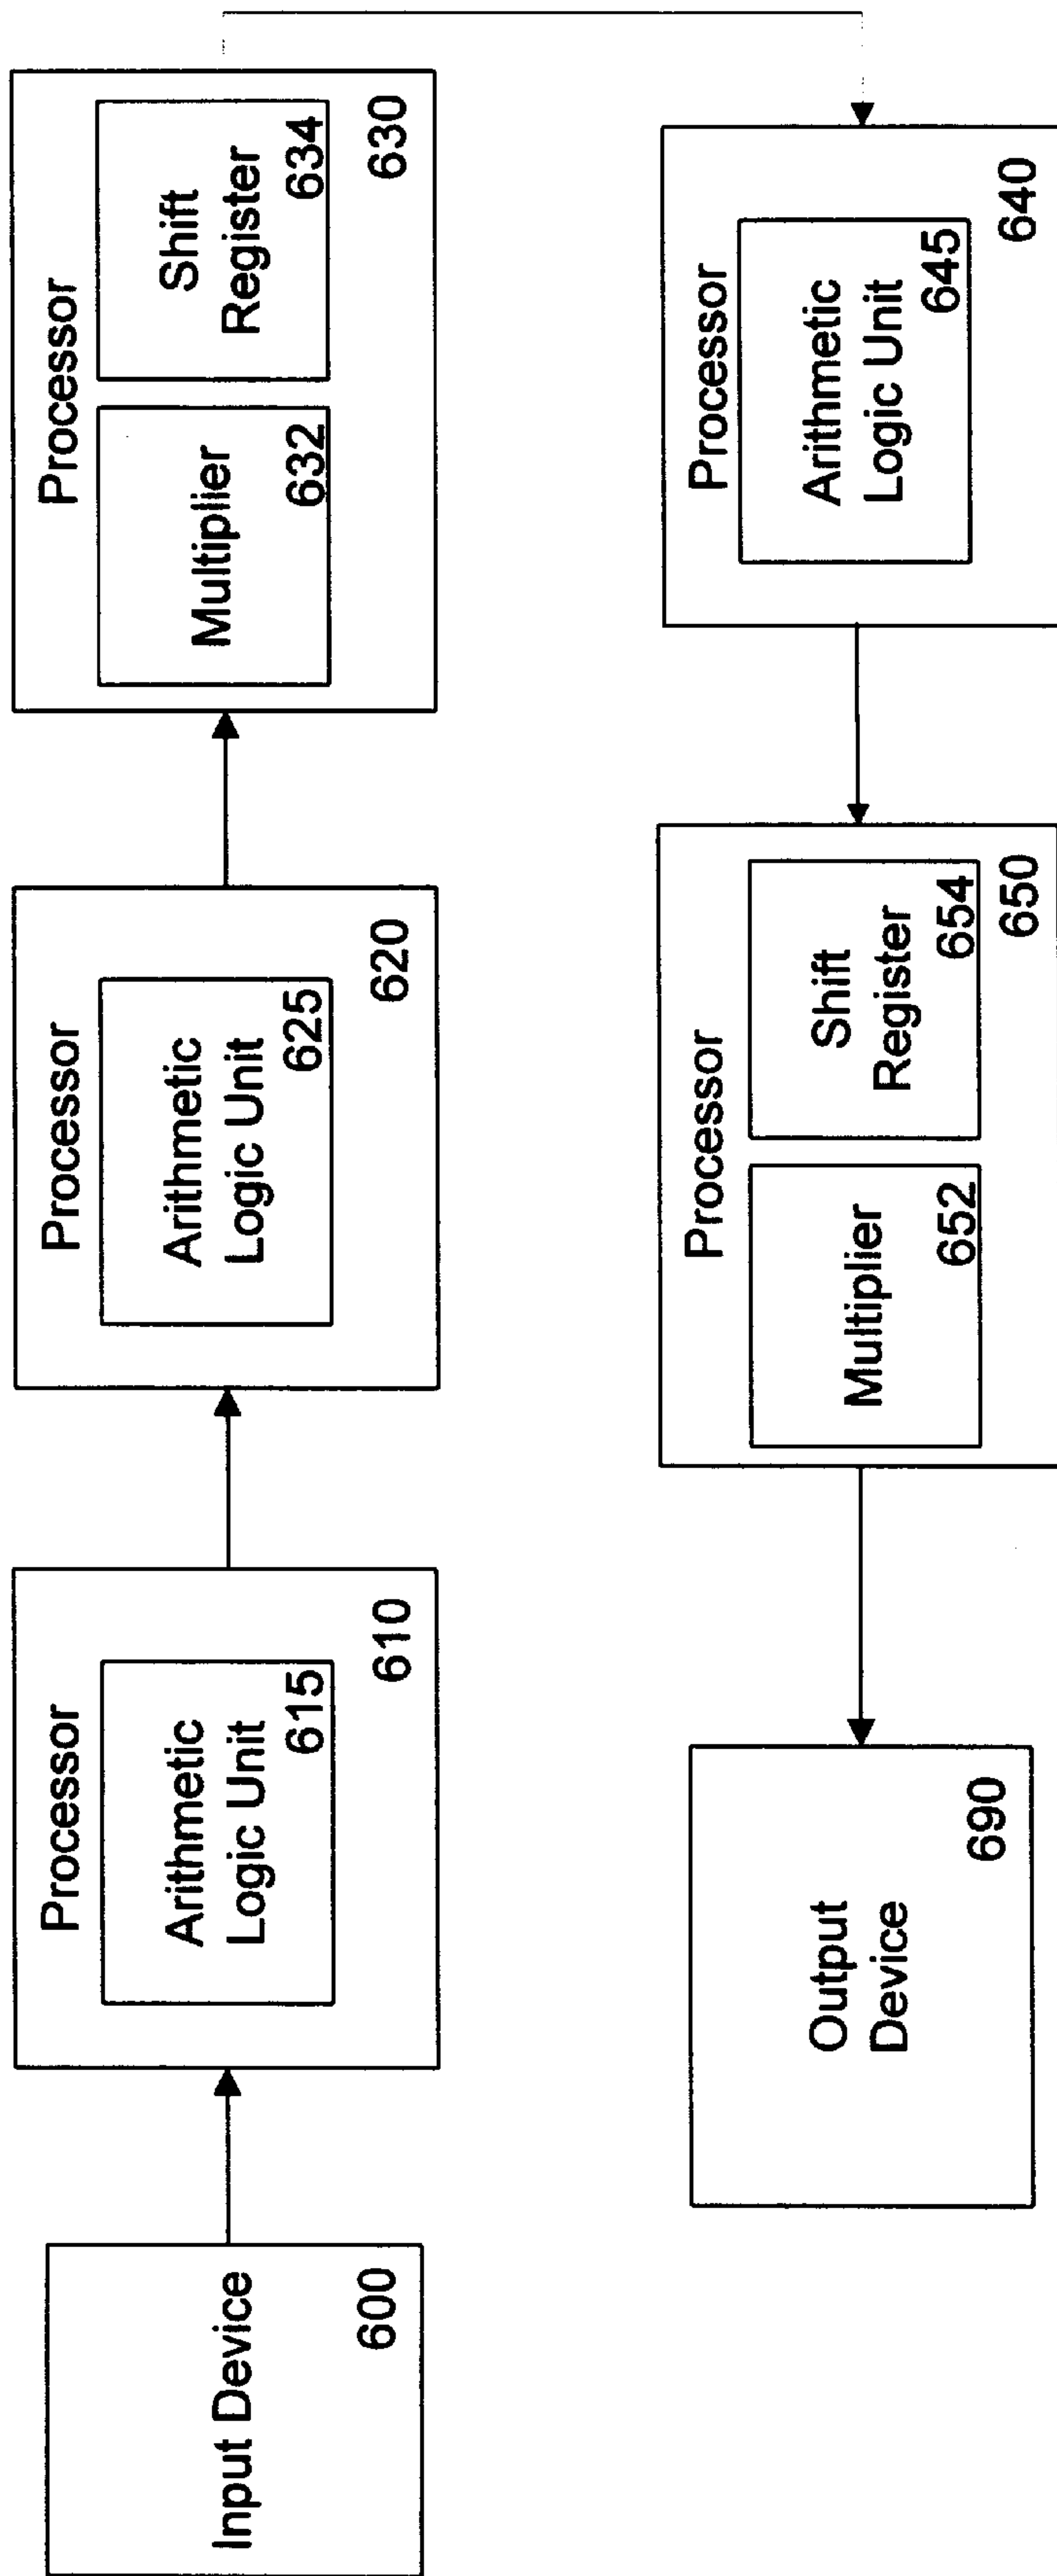 Input Device
600
Processor
Arithmetic
Logic Unit
615
610
Processor
Arithmetic
Logic Unit
625
620
Processor
Multiplier
632
Shift
Register
634
630
Processor
Arithmetic
Logic Unit
645
640
Processor
Multiplier
652
Shift
Register
654
650
Output
Device
690